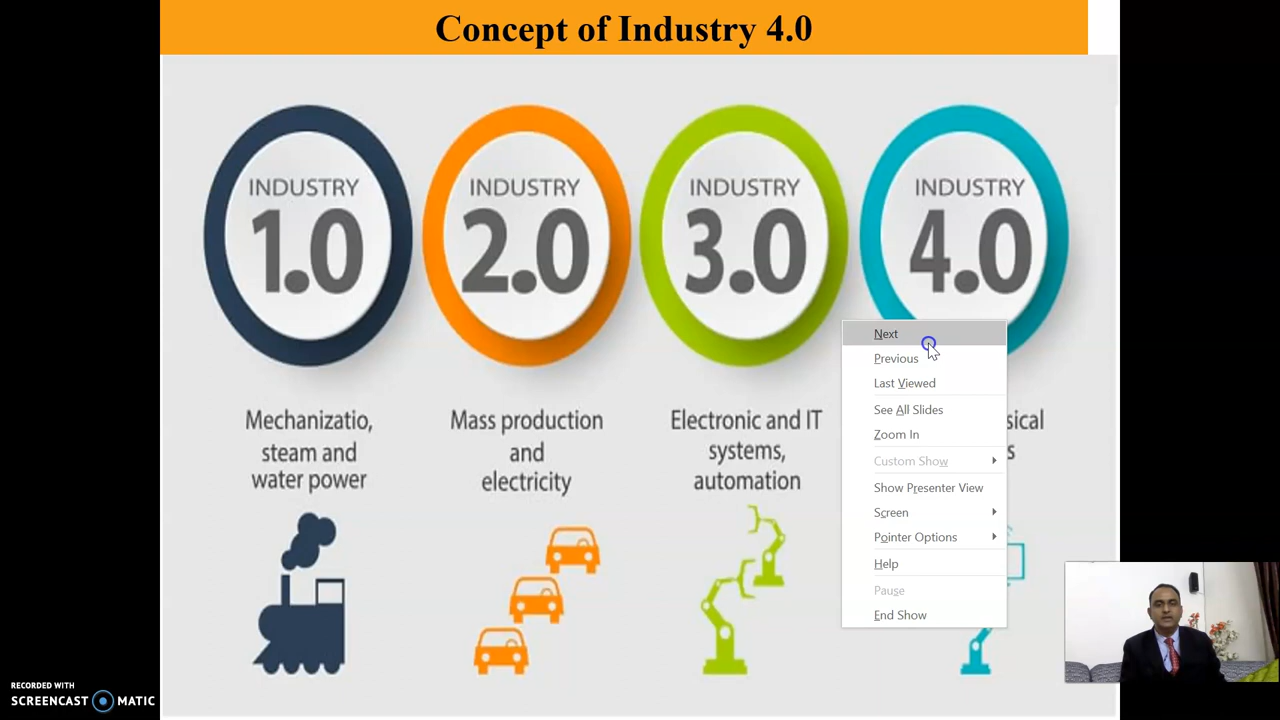 Concept of Industry 4.0
INDUSTRY
1.0
INDUSTRY
2.0
INDUSTRY
3.0
INDUSTRY
4.0
Mechanizatio,
steam and
water power
Mass production
and
electricity
Electronic and IT
systems,
automation
sical
s
Next
Previous
Last Viewed
See All Slides
Zoom In
Custom Show
Show Presenter View
Screen
Pointer Options
Help
Pause
End Show
RECORDED WITH
SCREENCAST MATIC